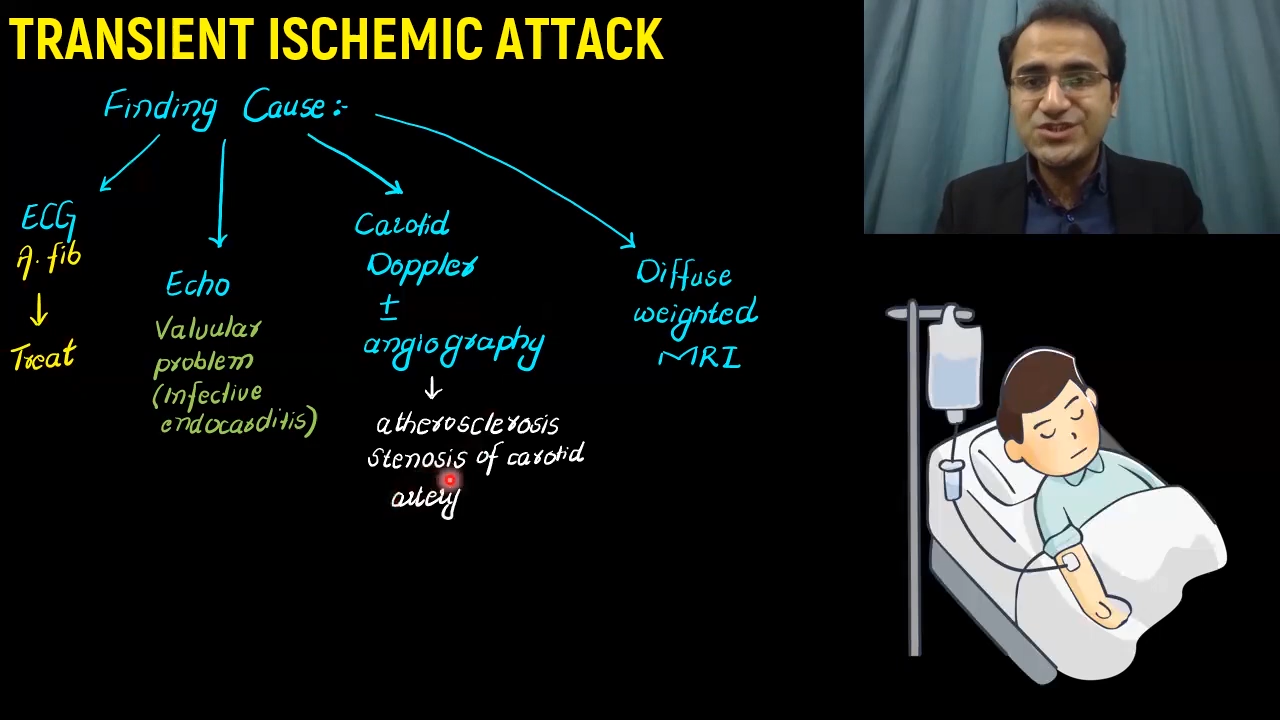 TRANSIENT ISCHEMIC ATTACK
Finding Cause:-
ECG
A. fib
Treat
Echo
Valvular
problem
(Infective
endocarditis)
Carotid
Doppler
±
angiography
atherosclerosis
stenosis of carotid
artery
Diffuse
weighted
MRI